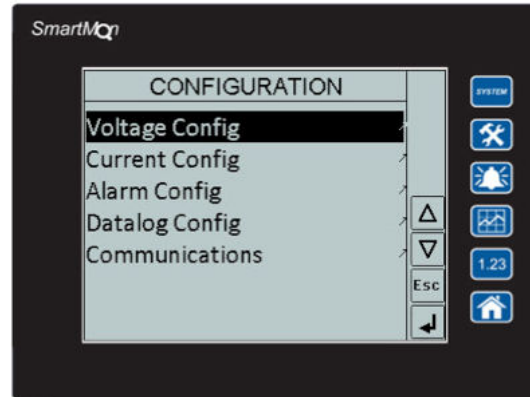 SmartMon
CONFIGURATION
Voltage Config
Current Config
Alarm Config
Datalog Config
Communications
Esc
SYSTEM
1.23